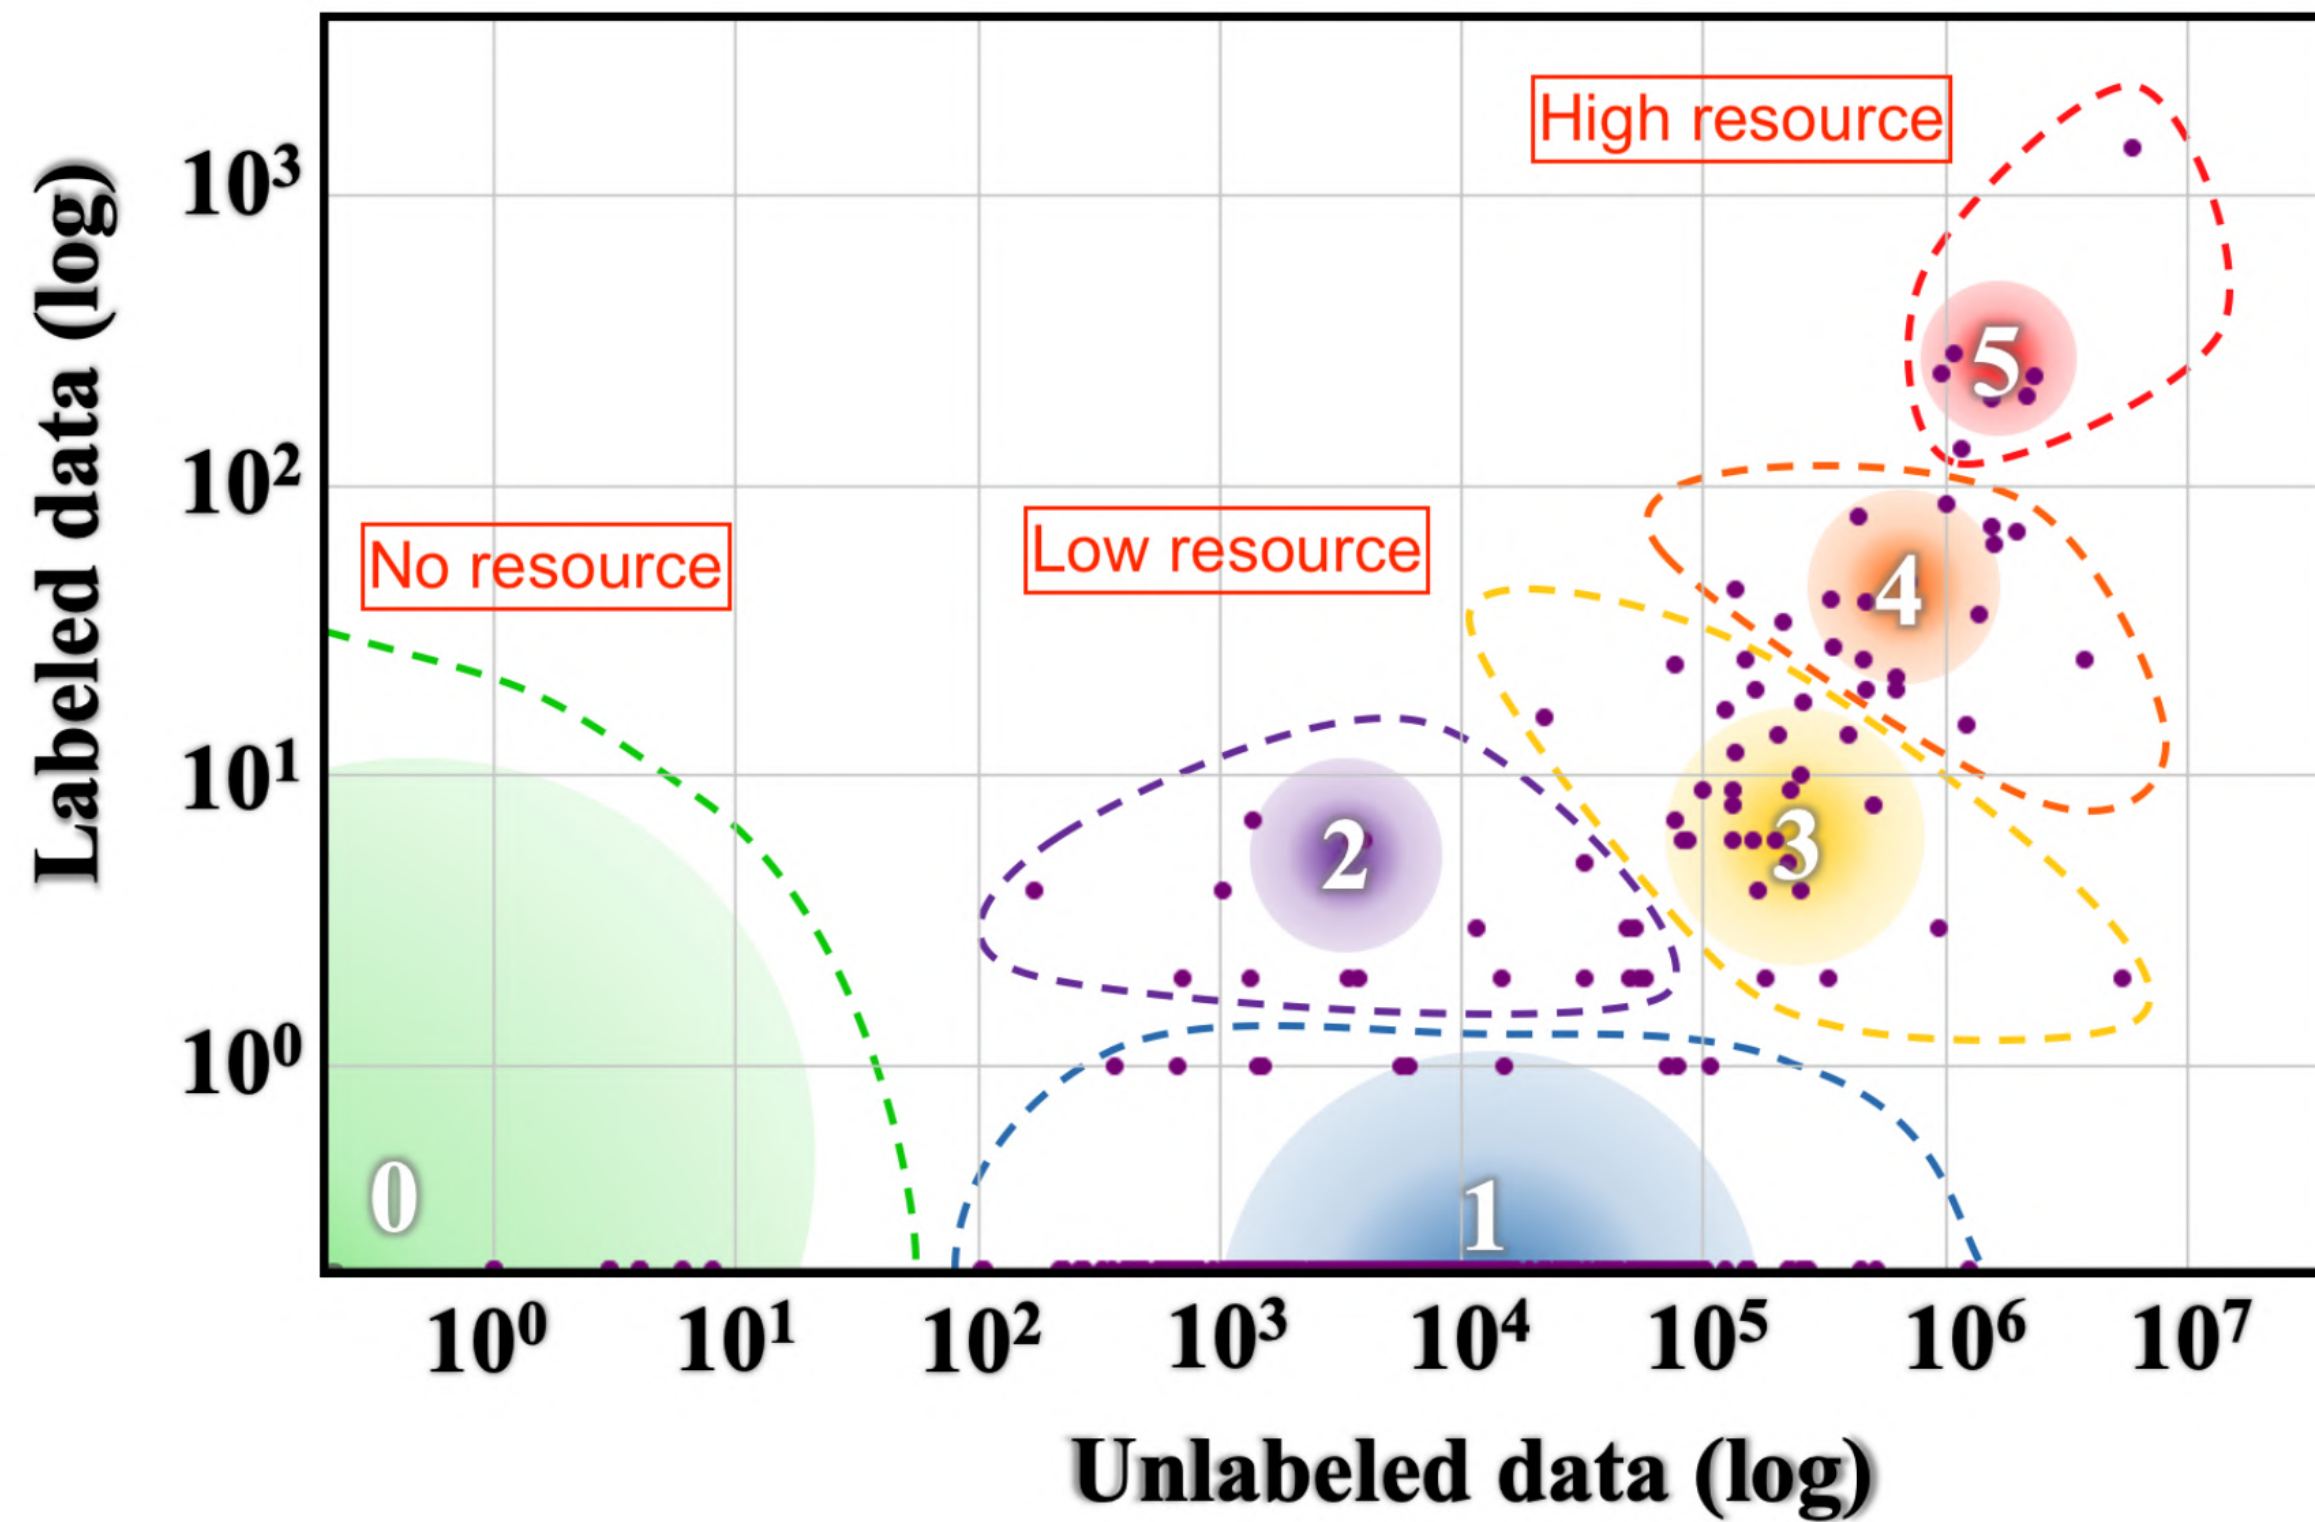 High resource
10³
5
10²
No resource
Low resource
4
10¹
2
3
10⁰
0
1
10⁰ 10¹ 10² 10³ 10⁴ 10⁵ 10⁶ 10⁷
Labeled data (log)
Unlabeled data (log)